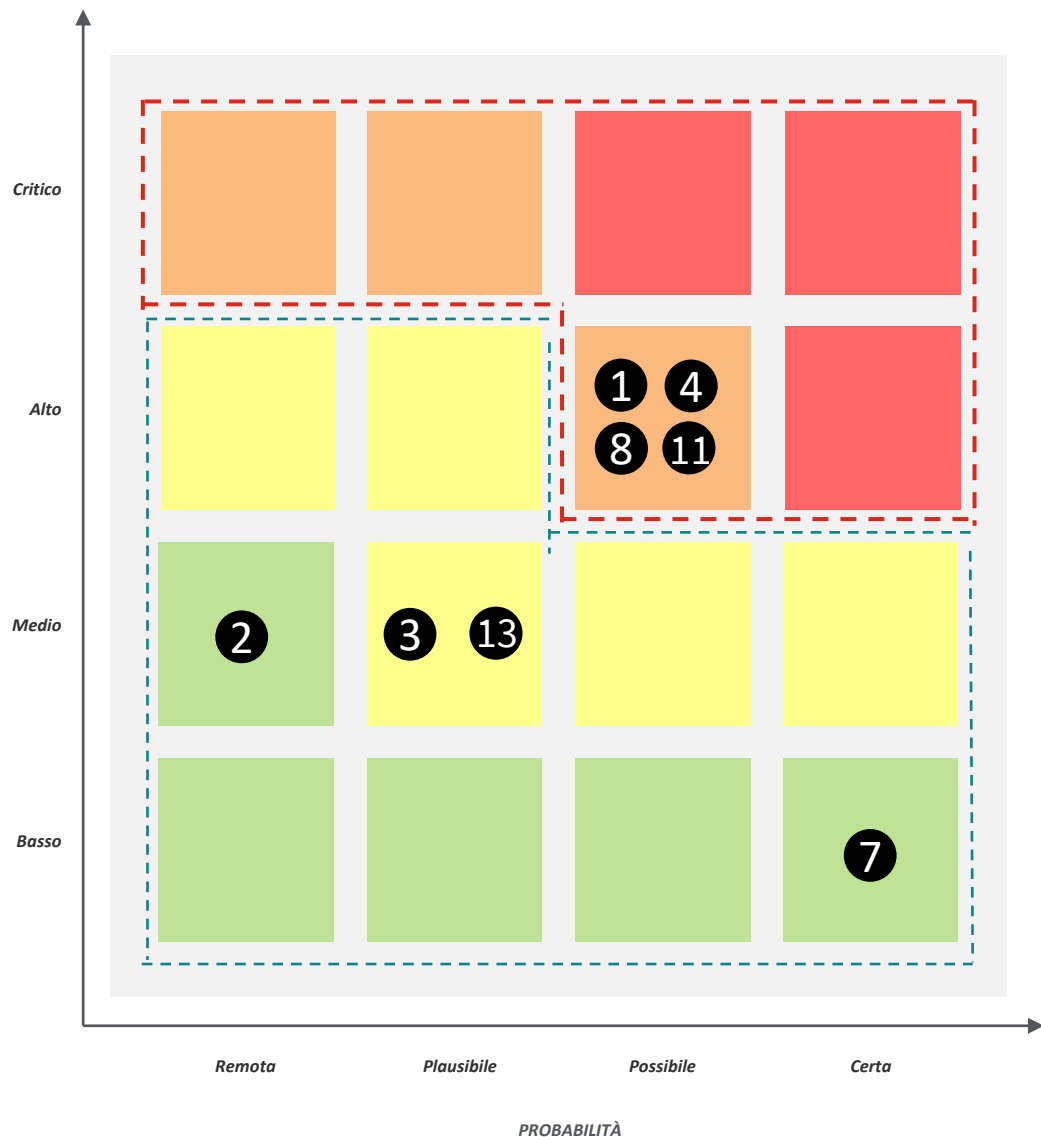 Critico
Alto
1 4
8 11
Medio
2 3 13
Basso
7
Remota Plausibile Possibile Certa
PROBABILITÀ